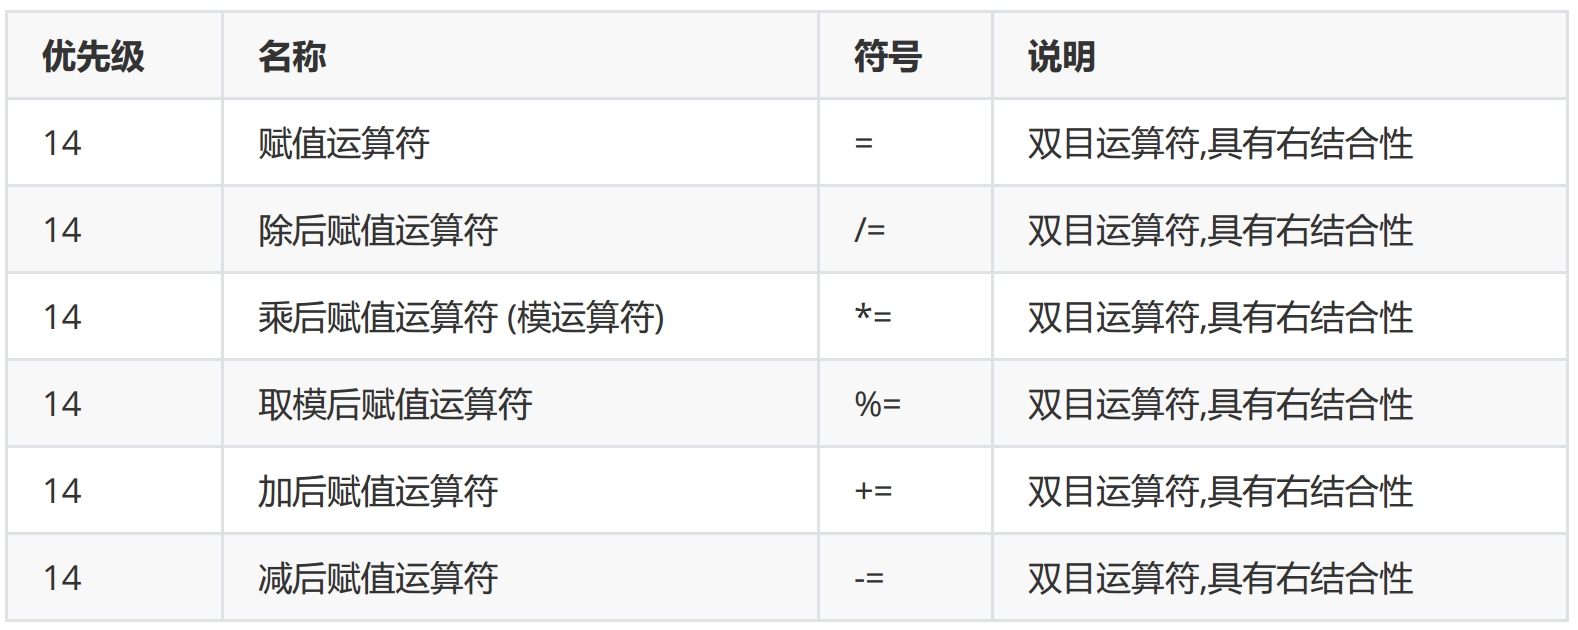 优先级 名称 符号 说明
14 赋值运算符 = 双目运算符,具有右结合性
14 除后赋值运算符 /= 双目运算符,具有右结合性
14 乘后赋值运算符 (模运算符) *= 双目运算符,具有右结合性
14 取模后赋值运算符 %= 双目运算符,具有右结合性
14 加后赋值运算符 += 双目运算符,具有右结合性
14 减后赋值运算符 -= 双目运算符,具有右结合性